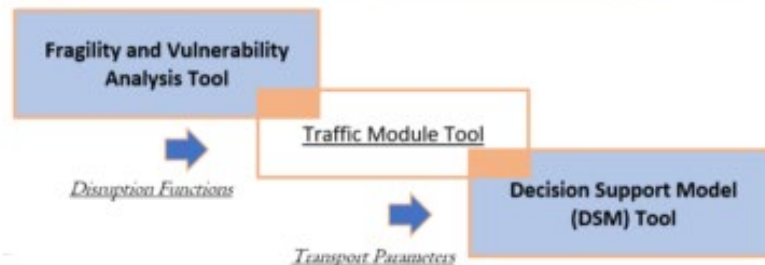 Fragility and Vulnerability
Analysis Tool
Traffic Module Tool
Disruption Functions
Decision Support Model
(DSM) Tool
Transport Parameters